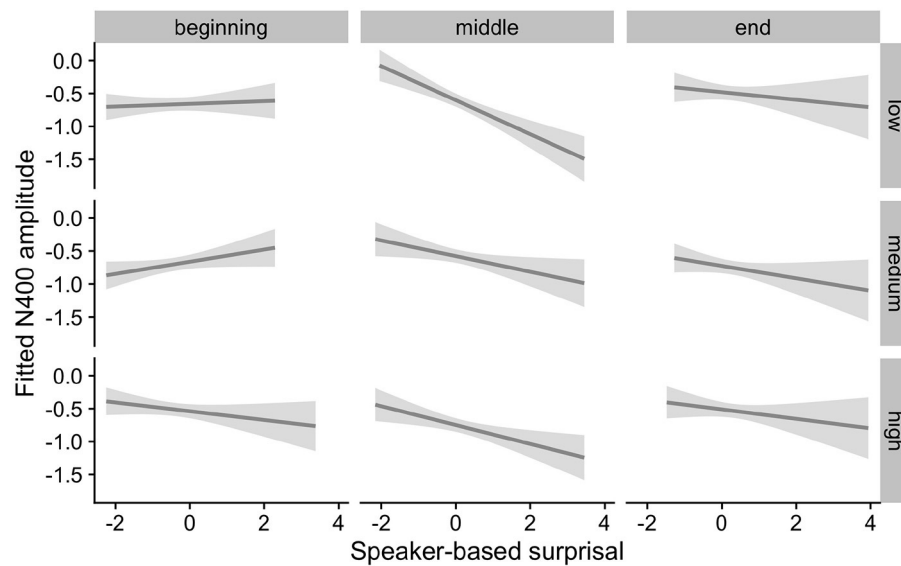 beginning middle end
0.0
-0.5
-1.0
-1.5
low
0.0
-0.5
-1.0
-1.5
medium
0.0
-0.5
-1.0
-1.5
high
Fitted N400 amplitude
-2 0 2 4 -2 0 2 4 -2 0 2 4
Speaker-based surprisal